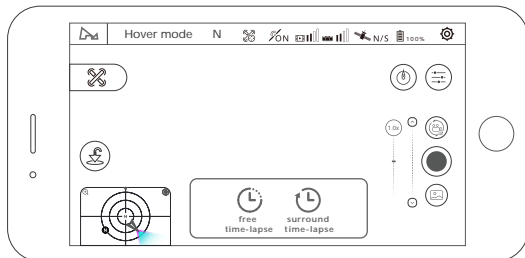 Hover mode N ON N/S 100%
1.0x
N
free surround
time-lapse time-lapse